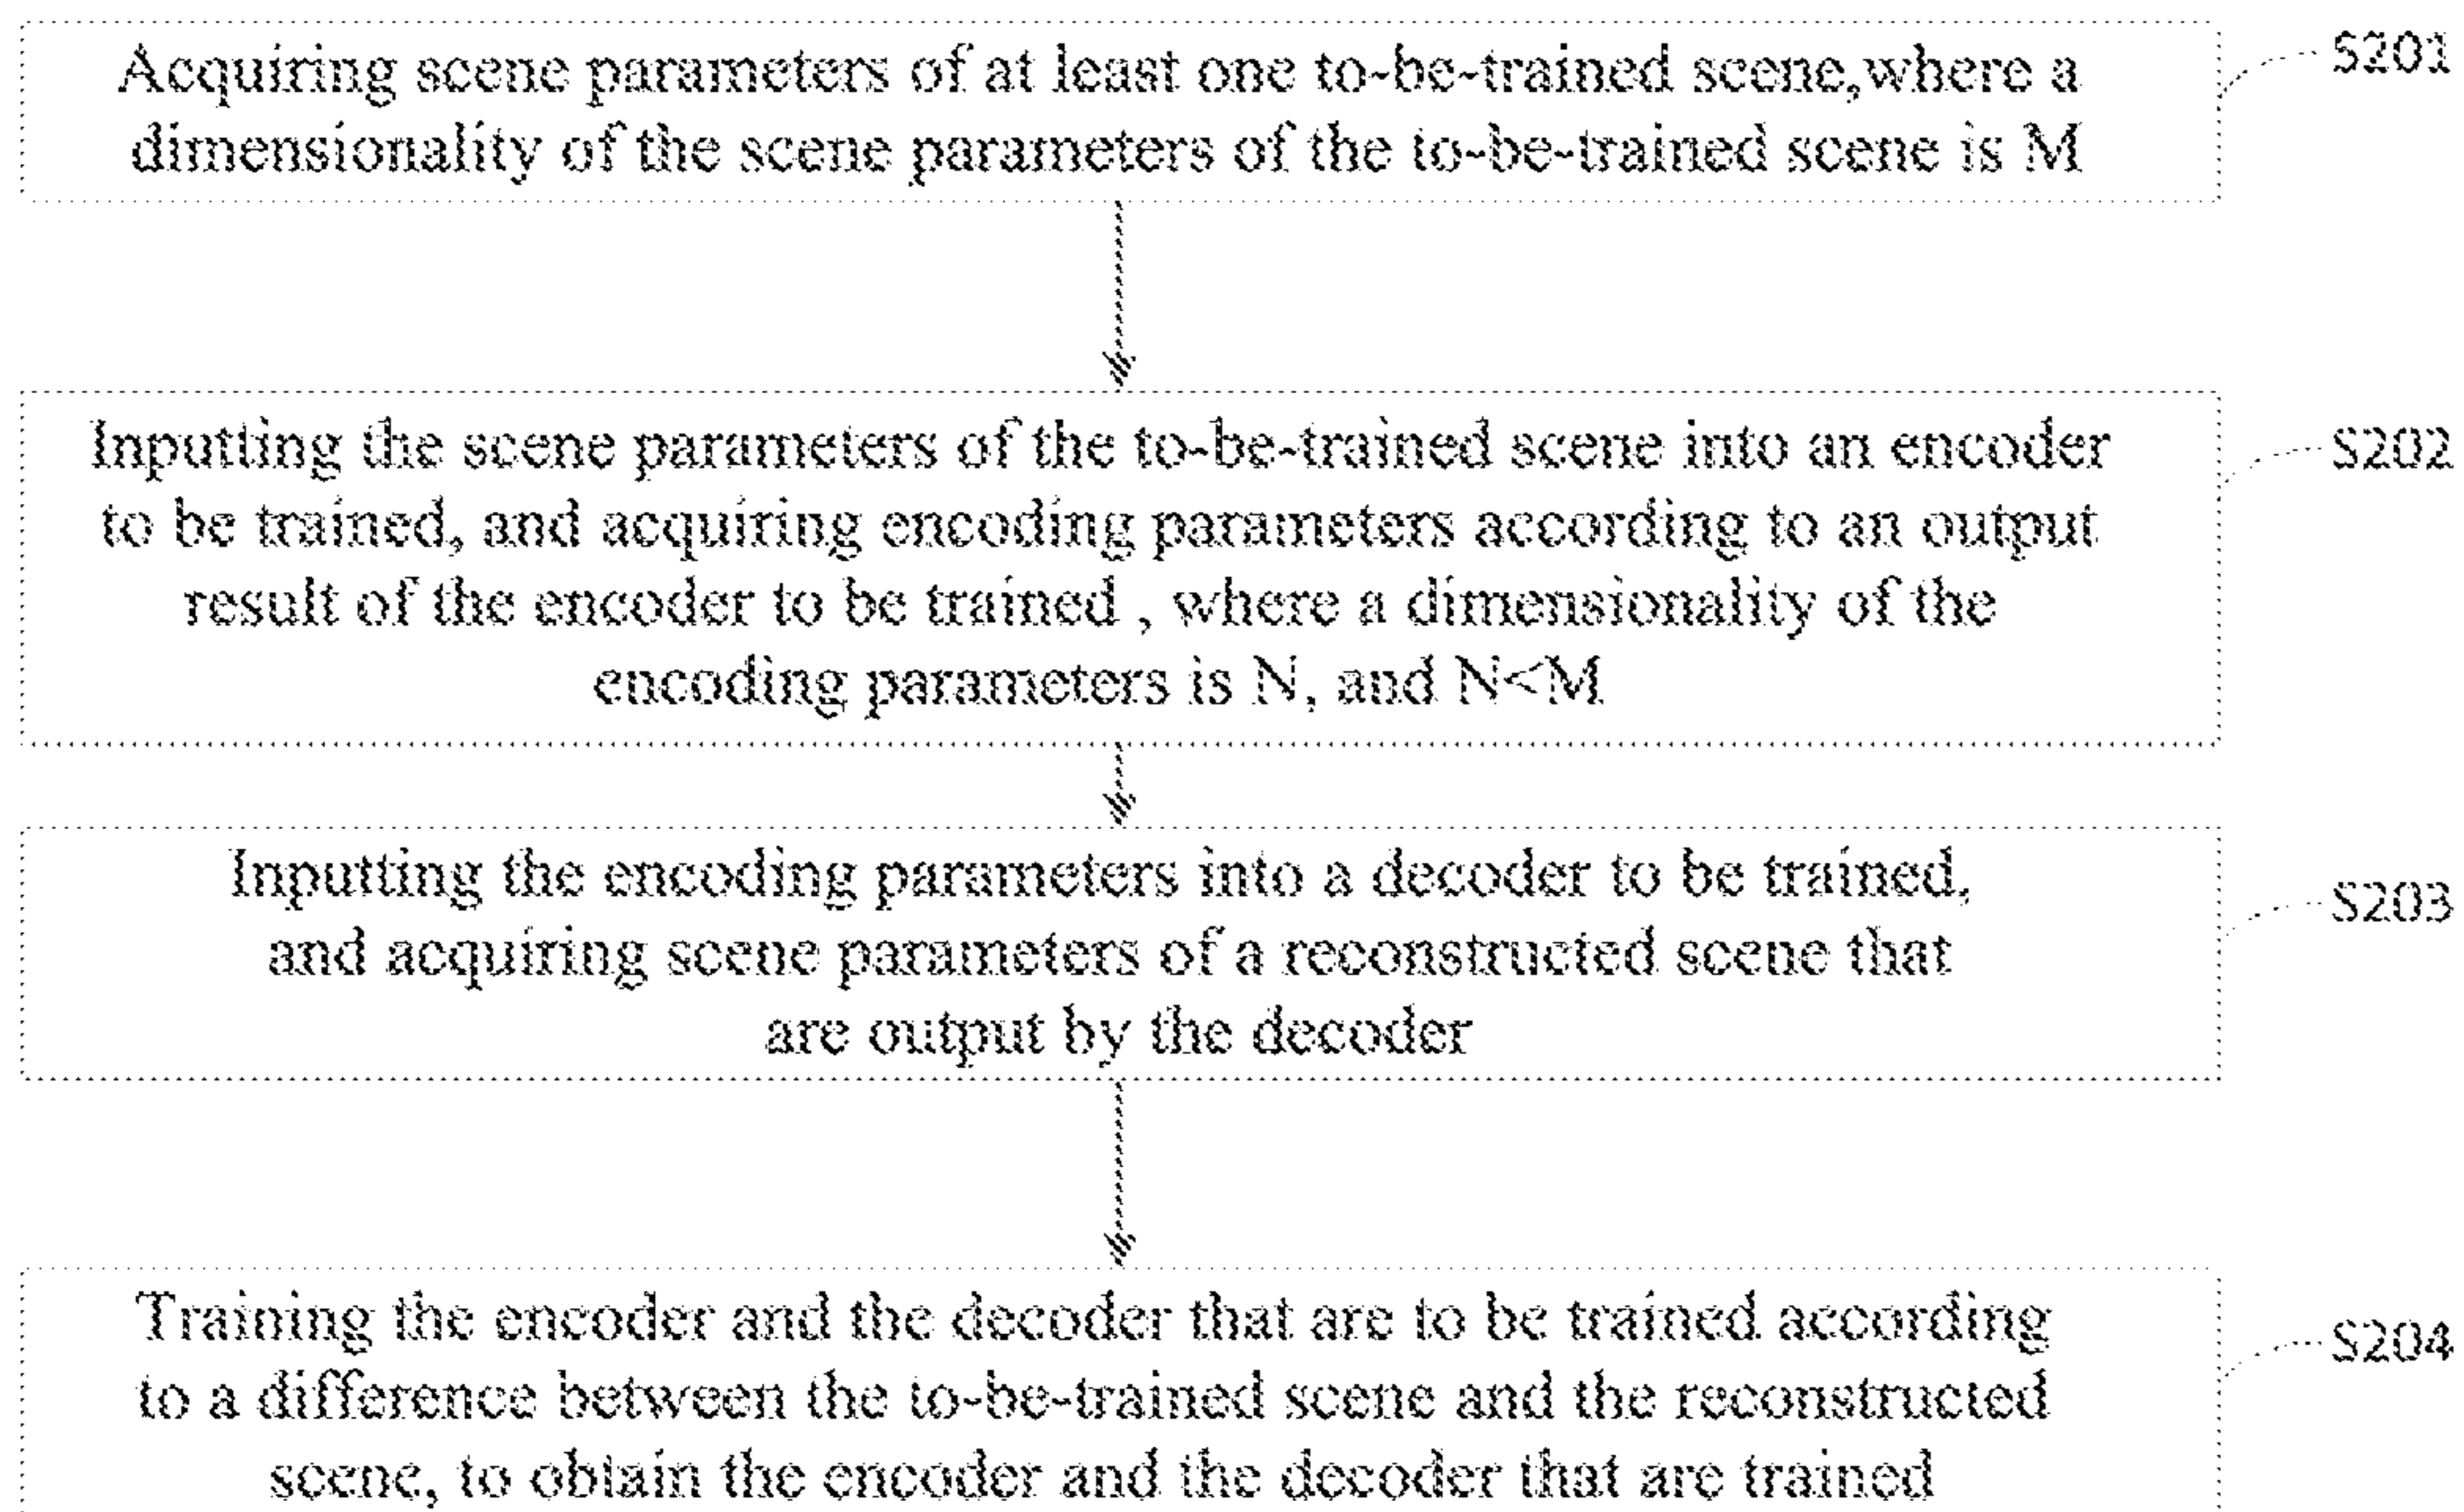 Acquiring scene parameters of at least one to-be-trained scene,where a
dimensionality of the scene parameters of the to-be-trained scene is M
S201
Inputting the scene parameters of the to-be-trained scene into an encoder
to be trained, and acquiring encoding parameters according to an output
result of the encoder to be trained , where a dimensionality of the
encoding parameters is N, and N<M
S202
Inputting the encoding parameters into a decoder to be trained,
and acquiring scene parameters of a reconstructed scene that
are output by the decoder
S203
Training the encoder and the decoder that are to be trained according
to a difference between the to-be-trained scene and the reconstructed
scene, to obtain the encoder and the decoder that are trained
S204